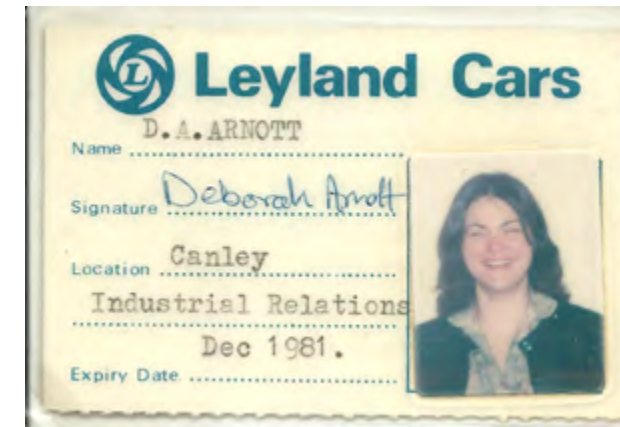 L Leyland Cars
Name D.A.ARNOTT
Signature Deborah Arnott
Location Canley
Industrial Relations
Dec 1981.
Expiry Date